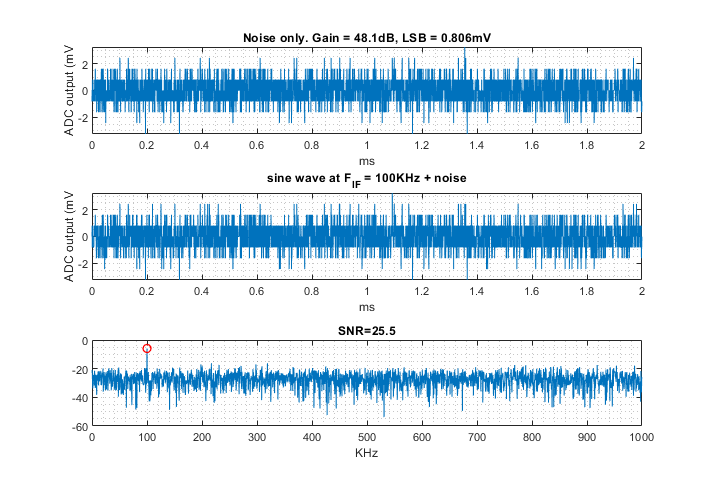 Noise only. Gain = 48.1dB, LSB = 0.806mV
ADC output (mV
2
0
-2
0 0.2 0.4 0.6 0.8 1 1.2 1.4 1.6 1.8 2
ms
sine wave at F_IF = 100KHz + noise
ADC output (mV
2
0
-2
0 0.2 0.4 0.6 0.8 1 1.2 1.4 1.6 1.8 2
ms
SNR=25.5
0
-20
-40
-60
0 100 200 300 400 500 600 700 800 900 1000
KHz